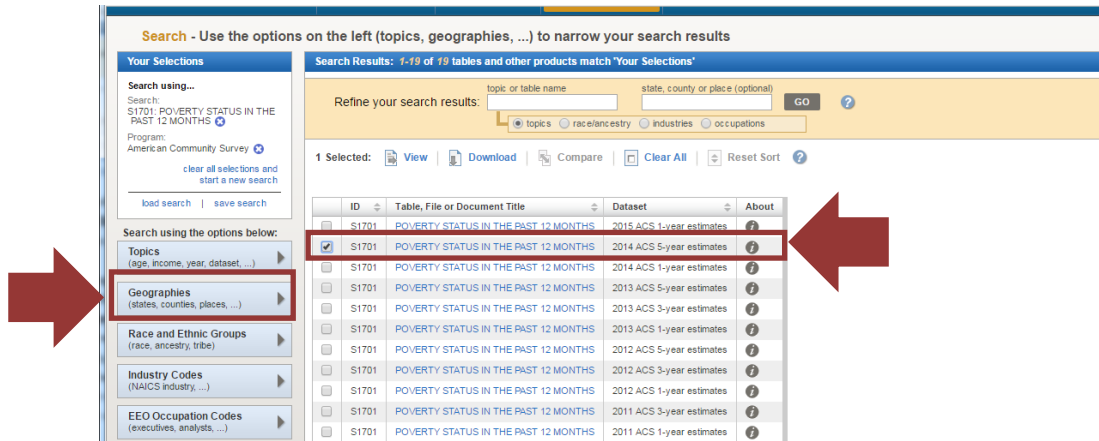 Search - Use the options on the left (topics, geographies, ...) to narrow your search results
Your Selections
Search using...
Search:
S1701: POVERTY STATUS IN THE
PAST 12 MONTHS
Program:
American Community Survey
clear all selections and
start a new search
load search | save search
Search using the options below:
Topics
(age, income, year, dataset, ...)
Geographies
(states, counties, places, ...)
Race and Ethnic Groups
(race, ancestry, tribe)
Industry Codes
(NAICS industry, ...)
EEO Occupation Codes
(executives, analysts, ...)
Search Results: 1-19 of 19 tables and other products match 'Your Selections'
topic or table name state, county or place (optional)
Refine your search results: GO ?
topics race/ancestry industries occupations
1 Selected: View | Download | Compare | Clear All | Reset Sort ?
ID Table, File or Document Title Dataset About
S1701 POVERTY STATUS IN THE PAST 12 MONTHS 2015 ACS 1-year estimates i
S1701 POVERTY STATUS IN THE PAST 12 MONTHS 2014 ACS 5-year estimates i
S1701 POVERTY STATUS IN THE PAST 12 MONTHS 2014 ACS 1-year estimates i
S1701 POVERTY STATUS IN THE PAST 12 MONTHS 2013 ACS 5-year estimates i
S1701 POVERTY STATUS IN THE PAST 12 MONTHS 2013 ACS 3-year estimates i
S1701 POVERTY STATUS IN THE PAST 12 MONTHS 2013 ACS 1-year estimates i
S1701 POVERTY STATUS IN THE PAST 12 MONTHS 2012 ACS 5-year estimates i
S1701 POVERTY STATUS IN THE PAST 12 MONTHS 2012 ACS 3-year estimates i
S1701 POVERTY STATUS IN THE PAST 12 MONTHS 2012 ACS 1-year estimates i
S1701 POVERTY STATUS IN THE PAST 12 MONTHS 2011 ACS 3-year estimates i
S1701 POVERTY STATUS IN THE PAST 12 MONTHS 2011 ACS 1-year estimates i